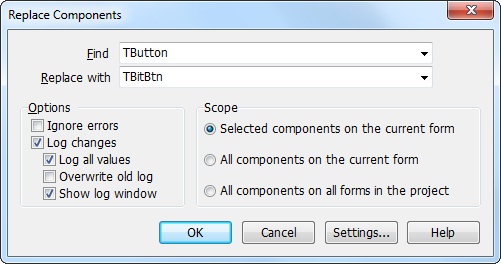 Replace Components
Find TButton
Replace with TBitBtn
Options
Ignore errors
Log changes
Log all values
Overwrite old log
Show log window
Scope
Selected components on the current form
All components on the current form
All components on all forms in the project
OK Cancel Settings... Help